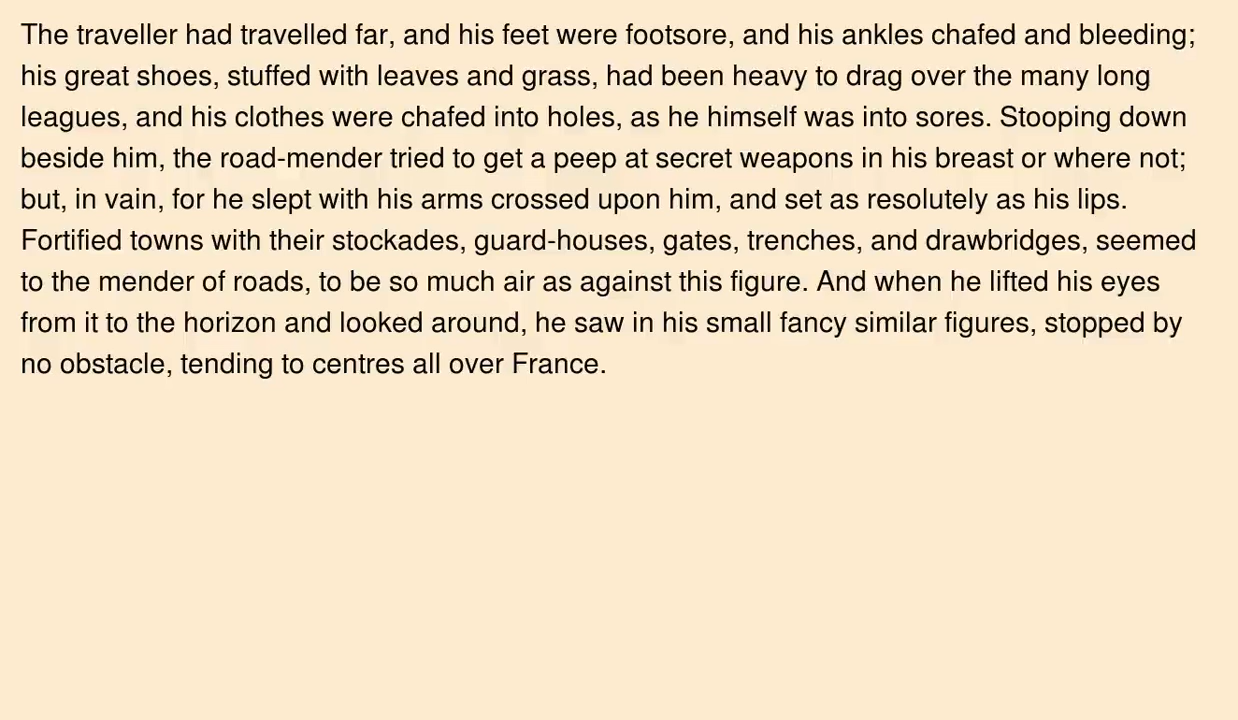 The traveller had travelled far, and his feet were footsore, and his ankles chafed and bleeding;
his great shoes, stuffed with leaves and grass, had been heavy to drag over the many long
leagues, and his clothes were chafed into holes, as he himself was into sores. Stooping down
beside him, the road-mender tried to get a peep at secret weapons in his breast or where not;
but, in vain, for he slept with his arms crossed upon him, and set as resolutely as his lips.
Fortified towns with their stockades, guard-houses, gates, trenches, and drawbridges, seemed
to the mender of roads, to be so much air as against this figure. And when he lifted his eyes
from it to the horizon and looked around, he saw in his small fancy similar figures, stopped by
no obstacle, tending to centres all over France.